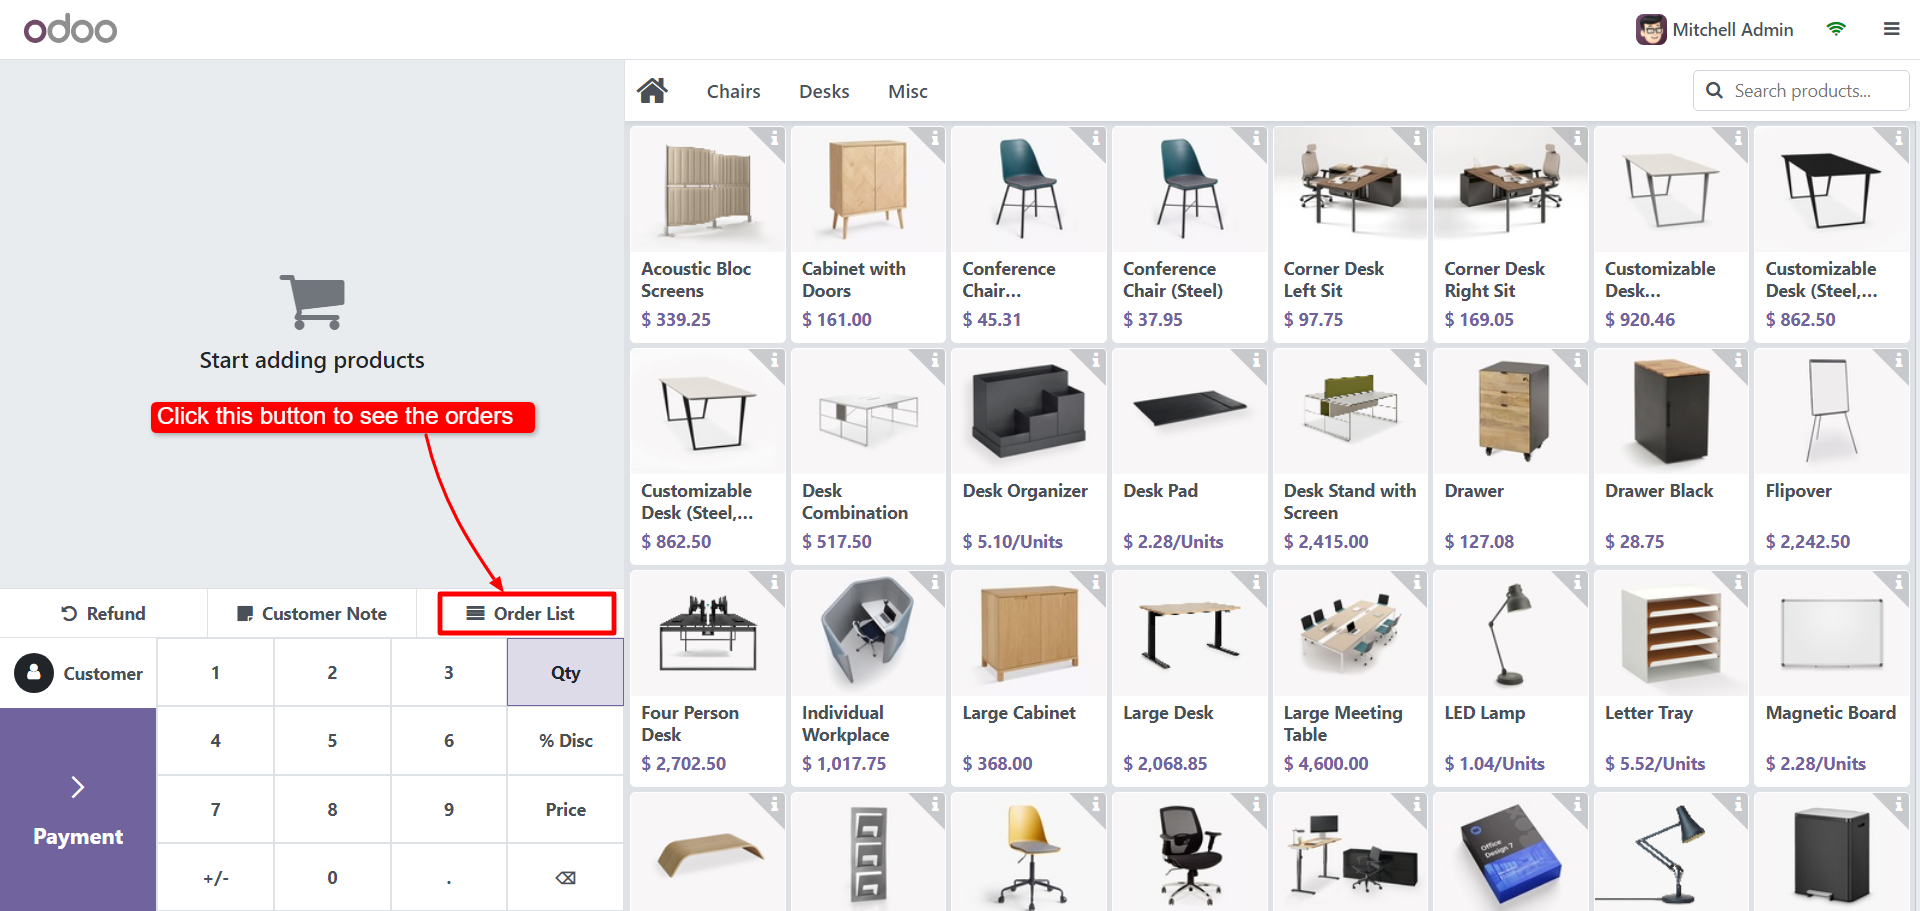 odoo
Mitchell Admin
Chairs
Desks
Misc
Search products...
Start adding products
Click this button to see the orders
Refund
Customer Note
Order List
Customer
1
2
3
Qty
4
5
6
% Disc
7
8
9
Price
+/-
0
.
Payment
Acoustic Bloc
Screens
$ 339.25
Cabinet with
Doors
$ 161.00
Conference
Chair...
$ 45.31
Conference
Chair (Steel)
$ 37.95
Corner Desk
Left Sit
$ 97.75
Corner Desk
Right Sit
$ 169.05
Customizable
Desk...
$ 920.46
Customizable
Desk (Steel,...
$ 862.50
Customizable
Desk (Steel,...
$ 862.50
Desk
Combination
$ 517.50
Desk Organizer
$ 5.10/Units
Desk Pad
$ 2.28/Units
Desk Stand with
Screen
$ 2,415.00
Drawer
$ 127.08
Drawer Black
$ 28.75
Flipover
$ 2,242.50
Four Person
Desk
$ 2,702.50
Individual
Workplace
$ 1,017.75
Large Cabinet
$ 368.00
Large Desk
$ 2,068.85
Large Meeting
Table
$ 4,600.00
LED Lamp
$ 1.04/Units
Letter Tray
$ 5.52/Units
Magnetic Board
$ 2.28/Units
Office
Design 7